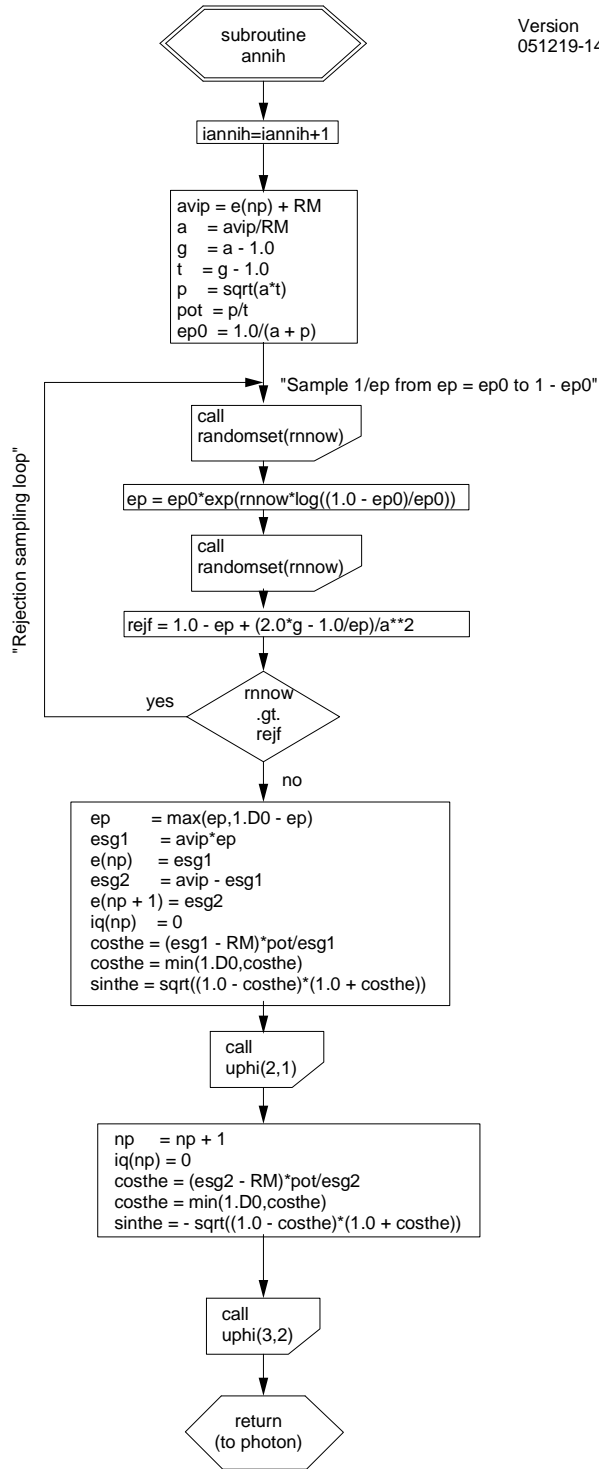 subroutine
annih
Version
051219-14
iannih=iannih+1
avip = e(np) + RM
a = avip/RM
g = a - 1.0
t = g - 1.0
p = sqrt(a*t)
pot = p/t
ep0 = 1.0/(a + p)
"Sample 1/ep from ep = ep0 to 1 - ep0"
call
randomset(rnnow)
ep = ep0*exp(rnnow*log((1.0 - ep0)/ep0))
call
randomset(rnnow)
"Rejection sampling loop"
rejf = 1.0 - ep + (2.0*g - 1.0/ep)/a**2
yes
rnnow
.gt.
rejf
no
ep = max(ep,1.D0 - ep)
esg1 = avip*ep
e(np) = esg1
esg2 = avip - esg1
e(np + 1) = esg2
iq(np) = 0
costhe = (esg1 - RM)*pot/esg1
costhe = min(1.D0,costhe)
sinthe = sqrt((1.0 - costhe)*(1.0 + costhe))
call
uphi(2,1)
np = np + 1
iq(np) = 0
costhe = (esg2 - RM)*pot/esg2
costhe = min(1.D0,costhe)
sinthe = - sqrt((1.0 - costhe)*(1.0 + costhe))
call
uphi(3,2)
return
(to photon)